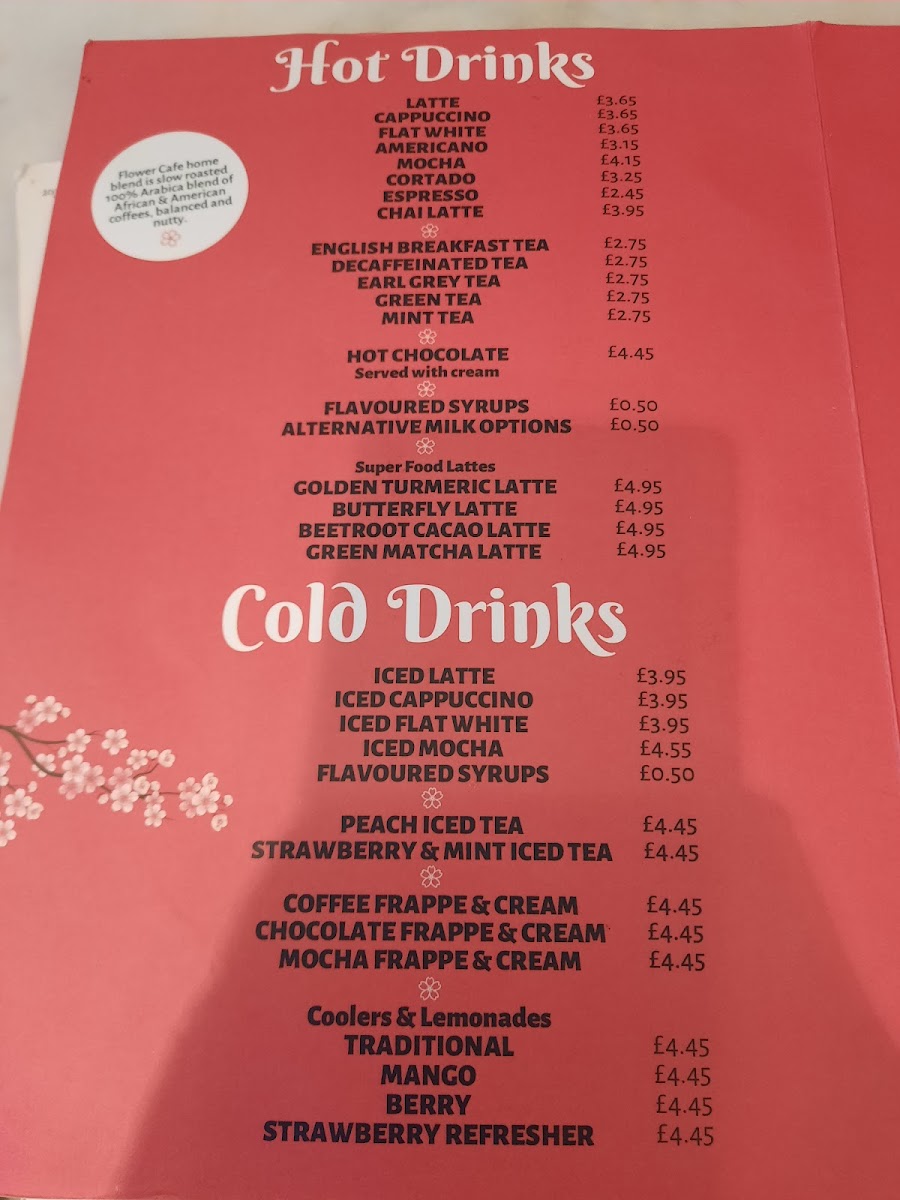 Hot Drinks
LATTE £3.65
CAPPUCCINO £3.65
FLAT WHITE £3.65
AMERICANO £3.15
MOCHA £4.15
CORTADO £3.25
ESPRESSO £2.45
CHAI LATTE £3.95
Flower Cafe home
blend is slow roasted
100% Arabica blend of
African & American
coffees, balanced and
nutty.
ENGLISH BREAKFAST TEA £2.75
DECAFFEINATED TEA £2.75
EARL GREY TEA £2.75
GREEN TEA £2.75
MINT TEA £2.75
HOT CHOCOLATE £4.45
Served with cream
FLAVOURED SYRUPS £0.50
ALTERNATIVE MILK OPTIONS £0.50
Super Food Lattes
GOLDEN TURMERIC LATTE £4.95
BUTTERFLY LATTE £4.95
BEETROOT CACAO LATTE £4.95
GREEN MATCHA LATTE £4.95
Cold Drinks
ICED LATTE £3.95
ICED CAPPUCCINO £3.95
ICED FLAT WHITE £3.95
ICED MOCHA £4.55
FLAVOURED SYRUPS £0.50
PEACH ICED TEA £4.45
STRAWBERRY & MINT ICED TEA £4.45
COFFEE FRAPPE & CREAM £4.45
CHOCOLATE FRAPPE & CREAM £4.45
MOCHA FRAPPE & CREAM £4.45
Coolers & Lemonades
TRADITIONAL £4.45
MANGO £4.45
BERRY £4.45
STRAWBERRY REFRESHER £4.45